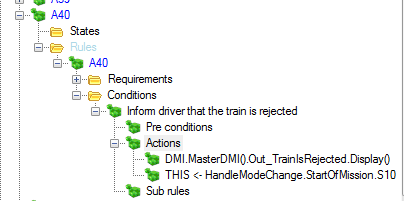 A40
States
Rules
A40
Requirements
Conditions
Inform driver that the train is rejected
Pre conditions
Actions
DMI.MasterDMI().Out_TrainIsRejected.Display()
THIS <- HandleModeChange.StartOfMission.S10
Sub rules